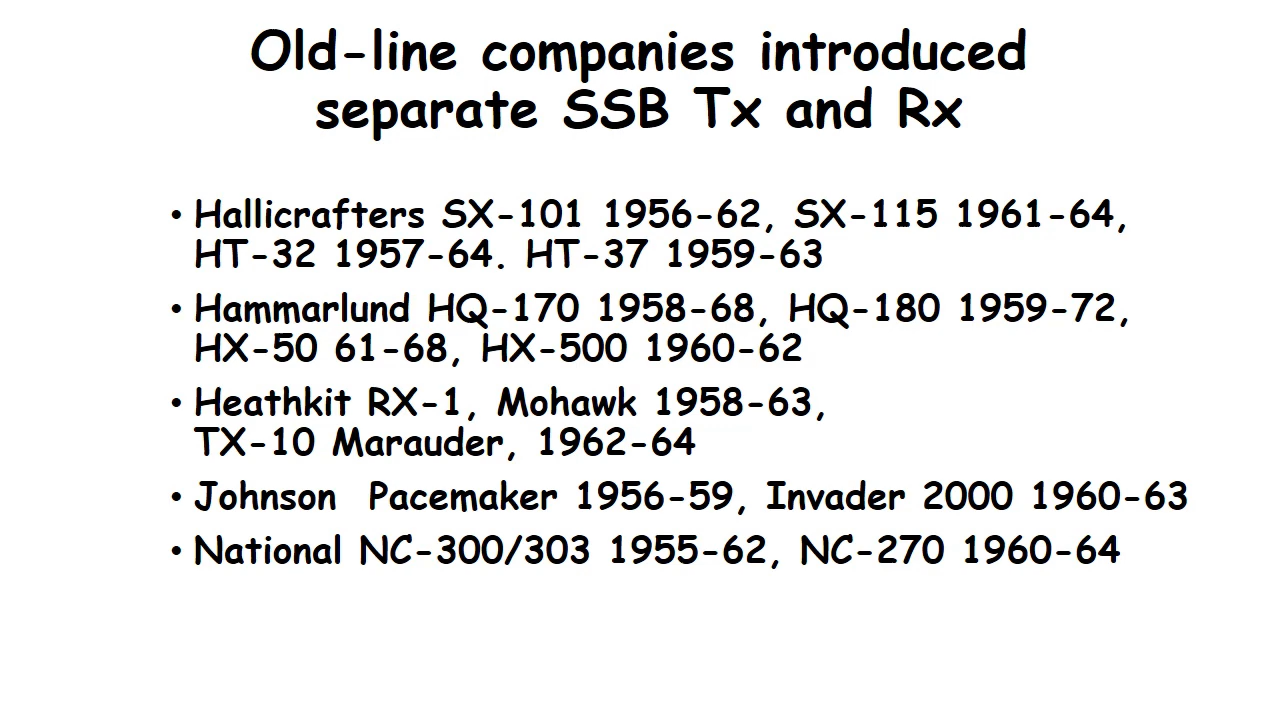 Old-line companies introduced
separate SSB Tx and Rx
• Hallicrafters SX-101 1956-62, SX-115 1961-64,
HT-32 1957-64. HT-37 1959-63
• Hammarlund HQ-170 1958-68, HQ-180 1959-72,
HX-50 61-68, HX-500 1960-62
• Heathkit RX-1, Mohawk 1958-63,
TX-10 Marauder, 1962-64
• Johnson  Pacemaker 1956-59, Invader 2000 1960-63
• National NC-300/303 1955-62, NC-270 1960-64